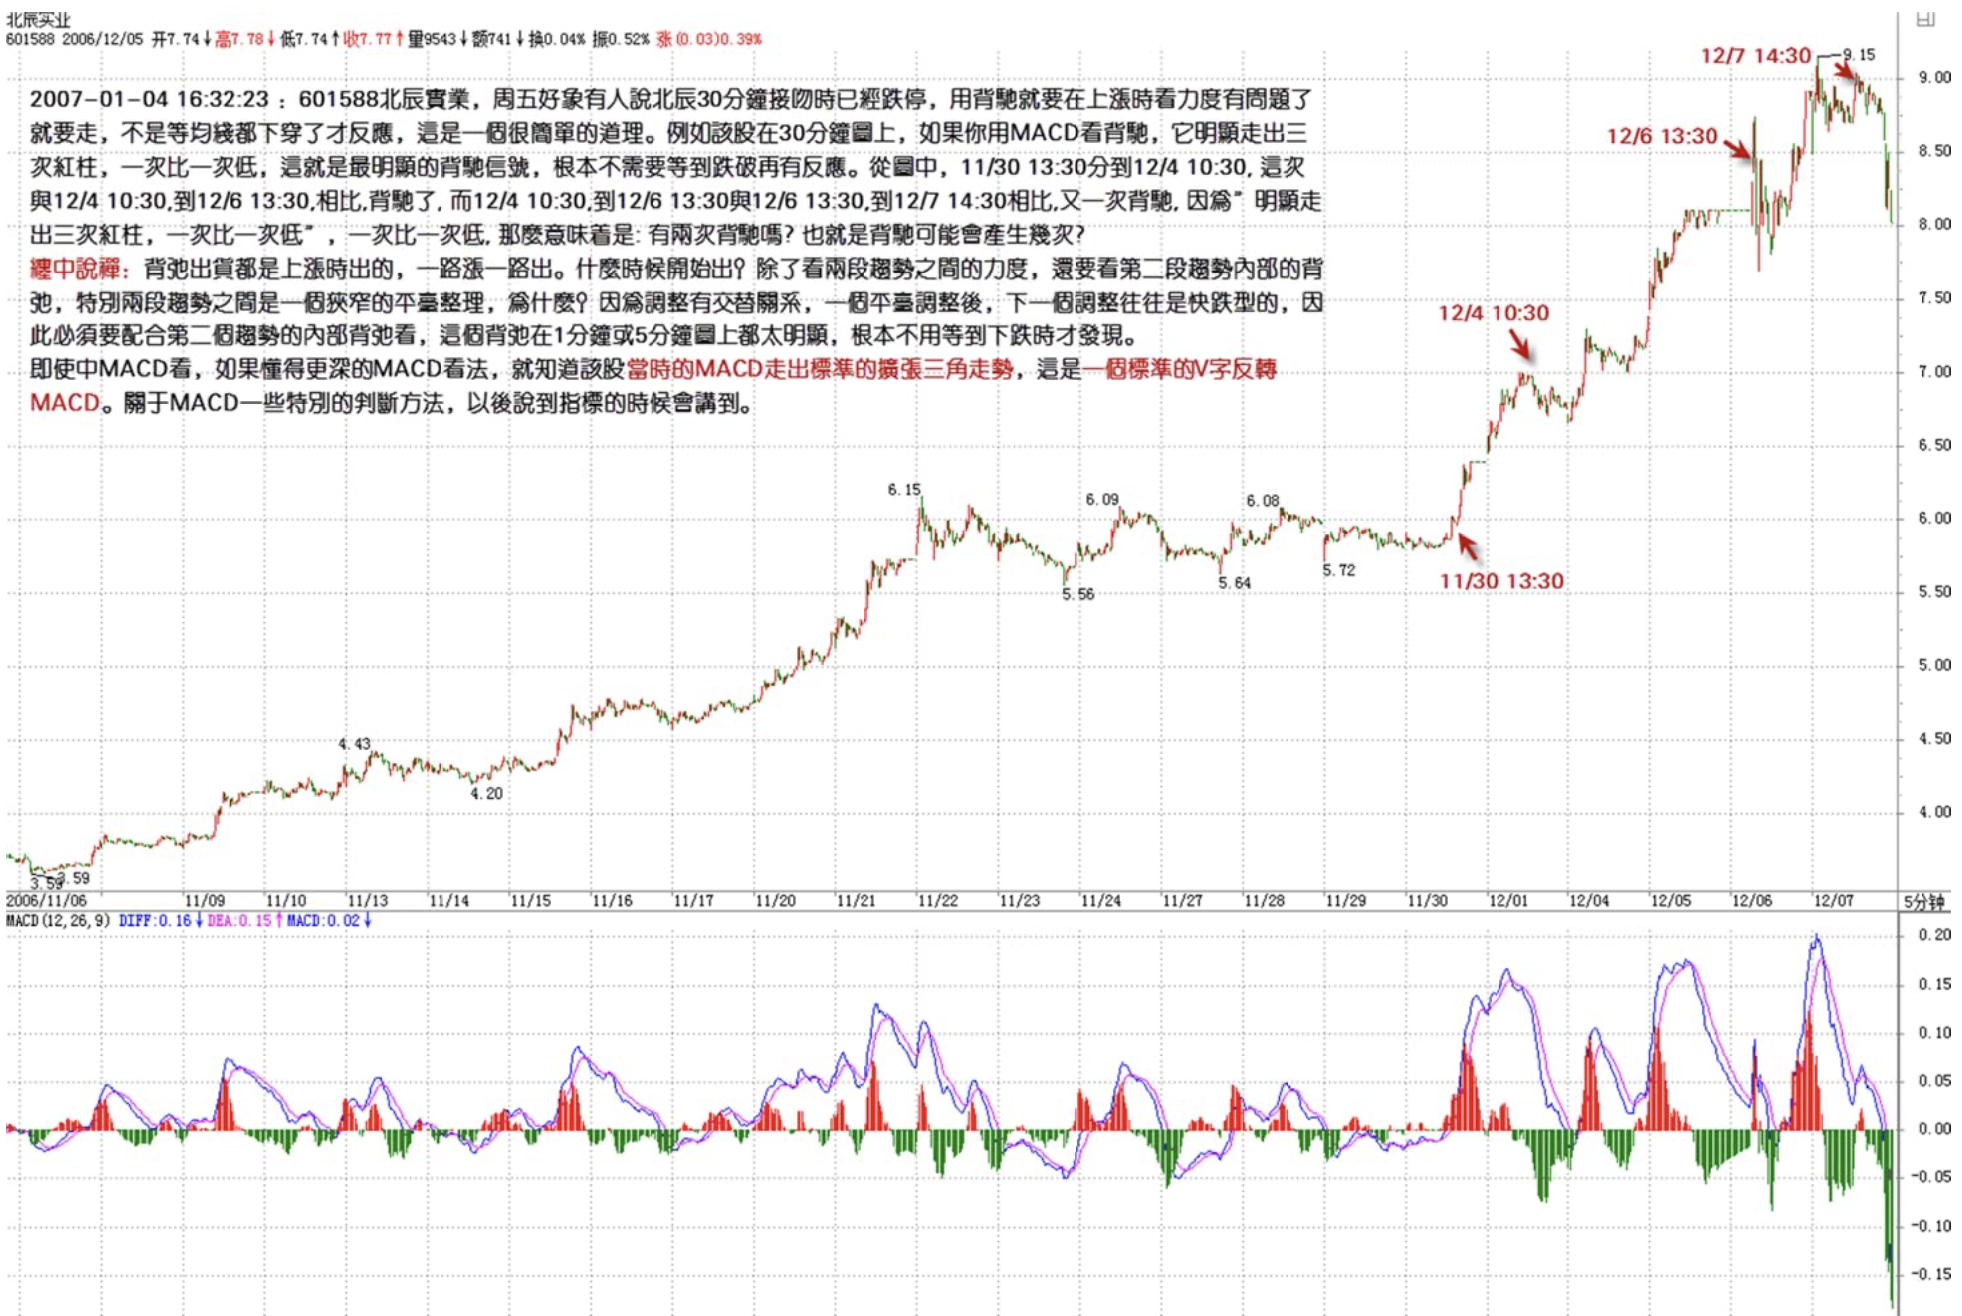 北辰实业
601588 2006/12/05 开7.74↓高7.78↓低7.74↑收7.77↑量9543↓额741↓换0.04% 振0.52% 涨(0.03)0.39%
2007-01-04 16:32:23 ：601588北辰實業，周五好象有人說北辰30分鐘接吻時已經跌停，用背馳就要在上漲時看力度有問題了
就要走，不是等均綫都下穿了才反應，這是一個很簡單的道理。例如該股在30分鐘圖上，如果你用MACD看背馳，它明顯走出三
次紅柱，一次比一次低，這就是最明顯的背馳信號，根本不需要等到跌破再有反應。從圖中，11/30 13:30分到12/4 10:30, 這次
與12/4 10:30,到12/6 13:30,相比,背馳了, 而12/4 10:30,到12/6 13:30與12/6 13:30,到12/7 14:30相比,又一次背馳, 因爲”明顯走
出三次紅柱，一次比一次低”，一次比一次低, 那麽意味着是: 有兩次背馳嗎? 也就是背馳可能會產生幾次?
纏中說禪：背弛出貨都是上漲時出的，一路漲一路出。什麽時候開始出？除了看兩段趨勢之間的力度，還要看第二段趨勢內部的背
弛，特別兩段趨勢之間是一個狹窄的平臺整理，爲什麽？因爲調整有交替關系，一個平臺調整後，下一個調整往往是快跌型的，因
此必須要配合第二個趨勢的內部背弛看，這個背弛在1分鐘或5分鐘圖上都太明顯，根本不用等到下跌時才發現。
即使中MACD看，如果懂得更深的MACD看法，就知道該股當時的MACD走出標準的擴張三角走勢，這是一個標準的V字反轉
MACD。關于MACD一些特別的判斷方法，以後說到指標的時候會講到。
12/7 14:30
9.15
12/6 13:30
12/4 10:30
11/30 13:30
6.15
6.09
6.08
5.56
5.64
5.72
4.43
4.20
3.59
3.59
9.00
8.50
8.00
7.50
7.00
6.50
6.00
5.50
5.00
4.50
4.00
2006/11/06 11/09 11/10 11/13 11/14 11/15 11/16 11/17 11/20 11/21 11/22 11/23 11/24 11/27 11/28 11/29 11/30 12/01 12/04 12/05 12/06 12/07 5分钟
MACD(12,26,9) DIFF:0.16↓ DEA:0.15↑ MACD:0.02↓
0.20
0.15
0.10
0.05
0.00
-0.05
-0.10
-0.15